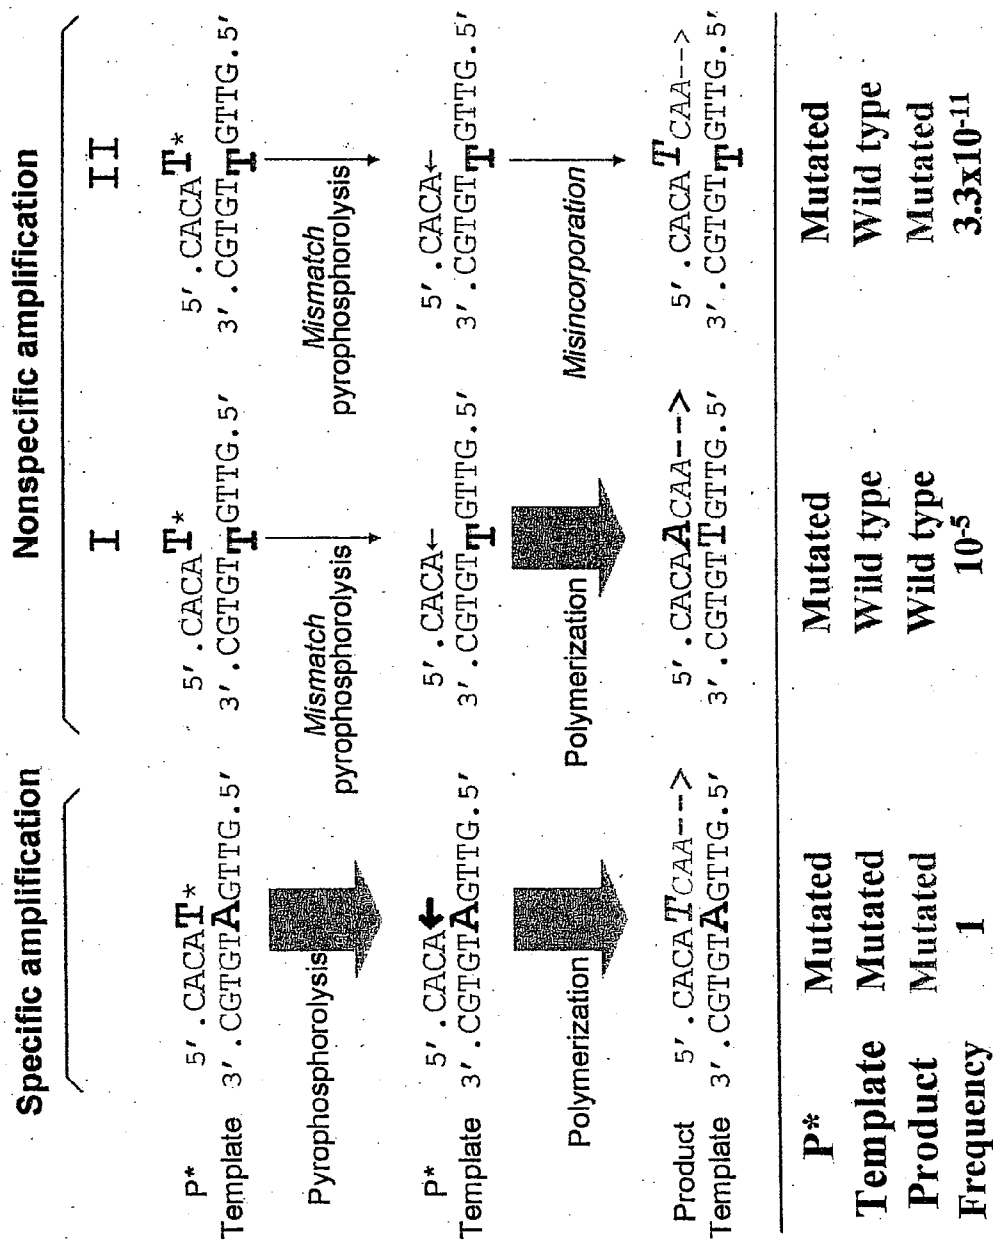 Specific amplification Nonspecific amplification
I II
P* 5′.CACAT* 5′.CACAT* 5′.CACAT*
Template 3′.CGTGTAGTTG.5′ 3′.CGTGTTGTTG.5′ 3′.CGTGTTGTTG.5′
Pyrophosphorolysis Mismatch pyrophosphorolysis Mismatch pyrophosphorolysis
P* 5′.CACA← 5′.CACA← 5′.CACA←
Template 3′.CGTGTAGTTG.5′ 3′.CGTGTTGTTG.5′ 3′.CGTGTTGTTG.5′
Polymerization Polymerization Misincorporation
Product 5′.CACATCAA--> 5′.CACAACAA--> 5′.CACATCAA-->
Template 3′.CGTGTAGTTG.5′ 3′.CGTGTTGTTG.5′ 3′.CGTGTTGTTG.5′
P* Mutated Mutated Mutated
Template Mutated Wild type Wild type
Product Mutated Wild type Mutated
Frequency 1 10⁻⁵ 3.3x10⁻¹¹